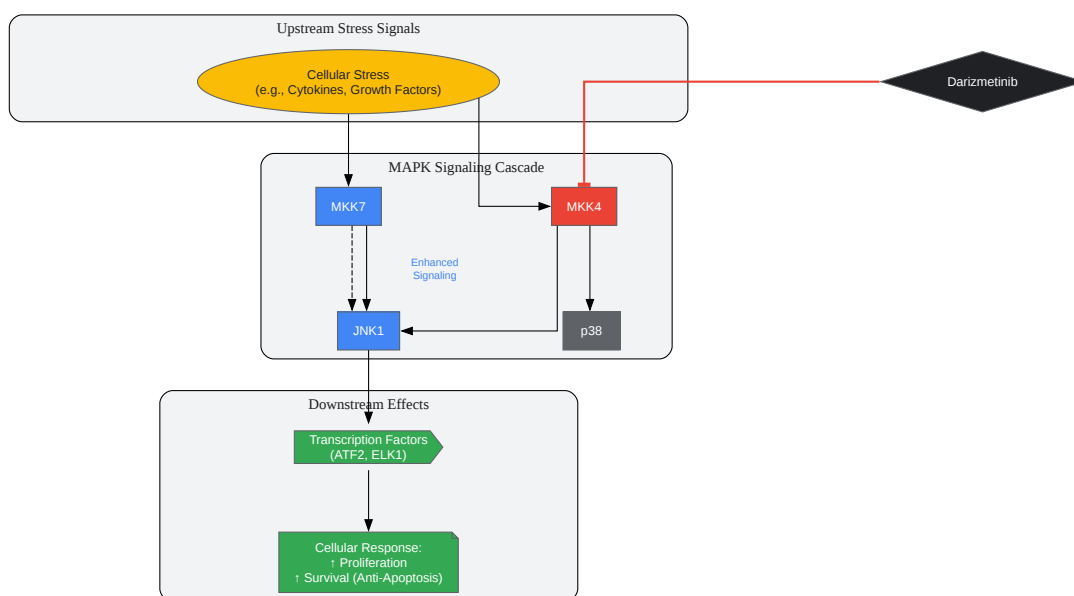 Upstream Stress Signals
Cellular Stress
(e.g., Cytokines, Growth Factors)
Darizmetinib
MAPK Signaling Cascade
MKK7
MKK4
Enhanced
Signaling
JNK1
p38
Downstream Effects
Transcription Factors
(ATF2, ELK1)
Cellular Response:
↑ Proliferation
↑ Survival (Anti-Apoptosis)